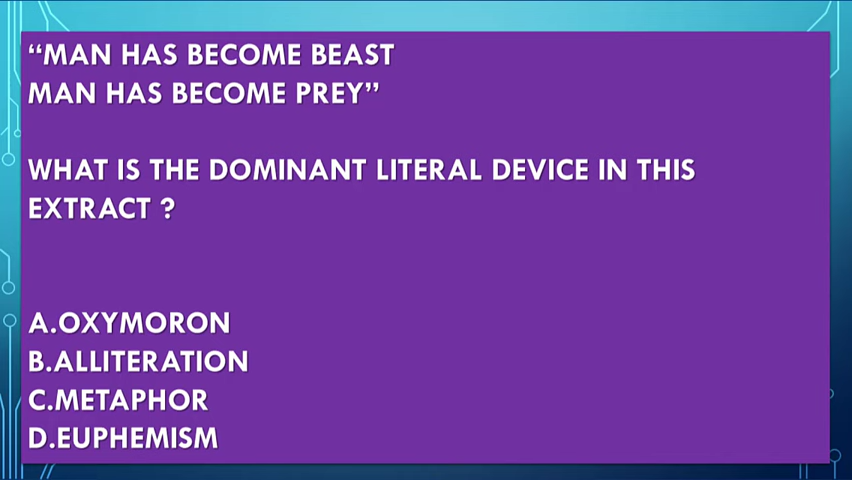 “MAN HAS BECOME BEAST
MAN HAS BECOME PREY”
WHAT IS THE DOMINANT LITERAL DEVICE IN THIS
EXTRACT ?
A.OXYMORON
B.ALLITERATION
C.METAPHOR
D.EUPHEMISM